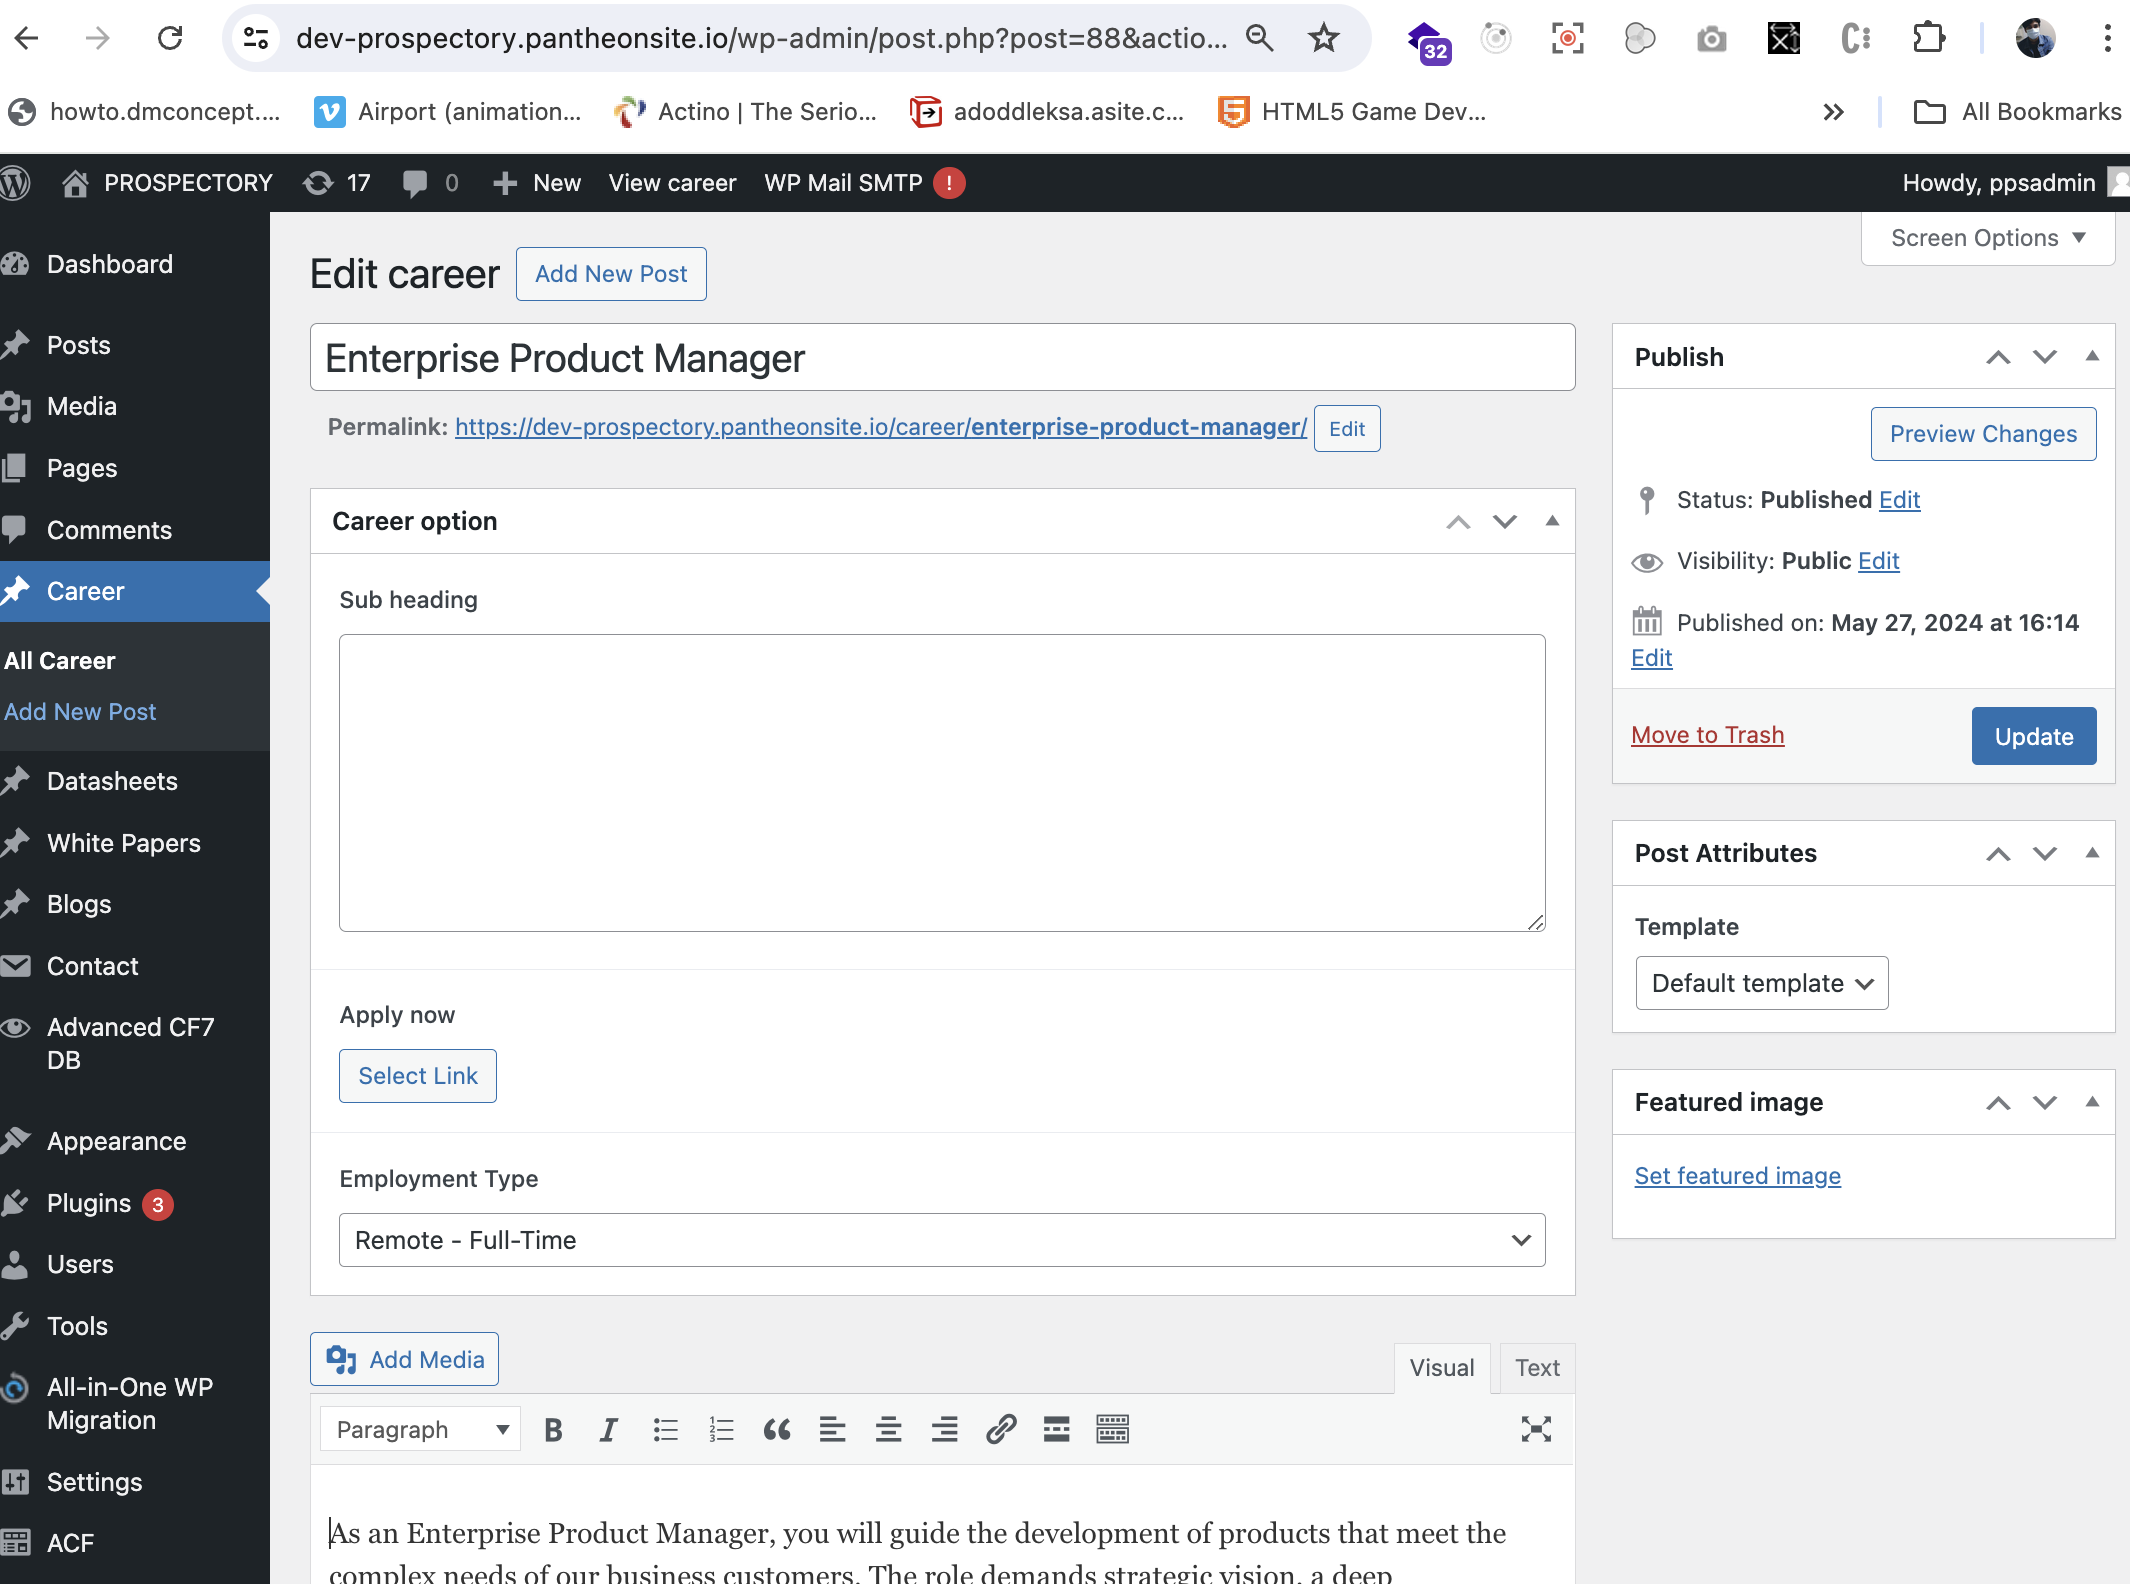 dev-prospectory.pantheonsite.io/wp-admin/post.php?post=88&actio...
32
howto.dmconcept....
Airport (animation...
Actino | The Serio...
adoddleksa.asite.c...
HTML5 Game Dev...
All Bookmarks
PROSPECTORY
17
0
New
View career
WP Mail SMTP
!
Howdy, ppsadmin
Screen Options
Dashboard
Posts
Media
Pages
Comments
Career
All Career
Add New Post
Datasheets
White Papers
Blogs
Contact
Advanced CF7
DB
Appearance
Plugins 3
Users
Tools
All-in-One WP
Migration
Settings
ACF
Edit career
Add New Post
Enterprise Product Manager
Permalink: https://dev-prospectory.pantheonsite.io/career/enterprise-product-manager/ Edit
Career option
Sub heading
Apply now
Select Link
Employment Type
Remote - Full-Time
Add Media
Visual
Text
Paragraph
As an Enterprise Product Manager, you will guide the development of products that meet the
complex needs of our business customers. The role demands strategic vision, a deep
Publish
Preview Changes
Status: Published Edit
Visibility: Public Edit
Published on: May 27, 2024 at 16:14
Edit
Move to Trash
Update
Post Attributes
Template
Default template
Featured image
Set featured image